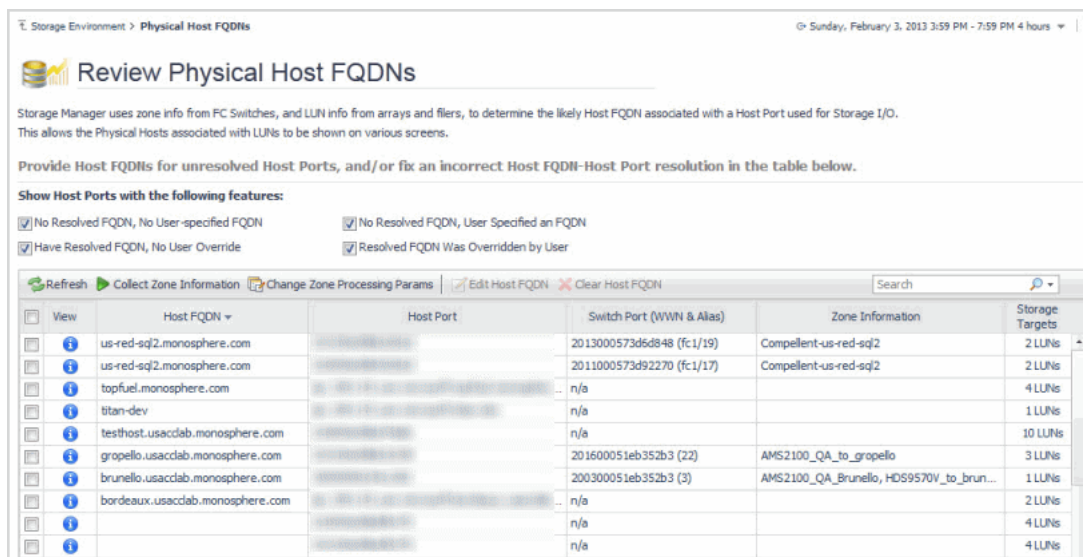 Storage Environment > Physical Host FQDNs
Sunday, February 3, 2013 3:59 PM - 7:59 PM 4 hours
Review Physical Host FQDNs
Storage Manager uses zone info from FC Switches, and LUN info from arrays and filers, to determine the likely Host FQDN associated with a Host Port used for Storage I/O.
This allows the Physical Hosts associated with LUNs to be shown on various screens.
Provide Host FQDNs for unresolved Host Ports, and/or fix an incorrect Host FQDN-Host Port resolution in the table below.
Show Host Ports with the following features:
No Resolved FQDN, No User-specified FQDN No Resolved FQDN, User Specified an FQDN
Have Resolved FQDN, No User Override Resolved FQDN Was Overridden by User
Refresh Collect Zone Information Change Zone Processing Params Edit Host FQDN Clear Host FQDN Search
View Host FQDN Host Port Switch Port (WWN & Alias) Zone Information Storage Targets
us-red-sql2.monosphere.com 2013000573d6d848 (fc1/19) Compellent-us-red-sql2 2 LUNs
us-red-sql2.monosphere.com 2011000573d92270 (fc1/17) Compellent-us-red-sql2 2 LUNs
topfuel.monosphere.com ... n/a 4 LUNs
titan-dev n/a 1 LUNs
testhost.usacclab.monosphere.com n/a 10 LUNs
gropello.usacclab.monosphere.com 201600051eb352b3 (22) AMS2100_QA_to_gropello 3 LUNs
brunello.usacclab.monosphere.com 200300051eb352b3 (3) AMS2100_QA_Brunello, HDS9570V_to_brun... 1 LUNs
bordeaux.usacclab.monosphere.com ... n/a 2 LUNs
n/a 4 LUNs
n/a 4 LUNs